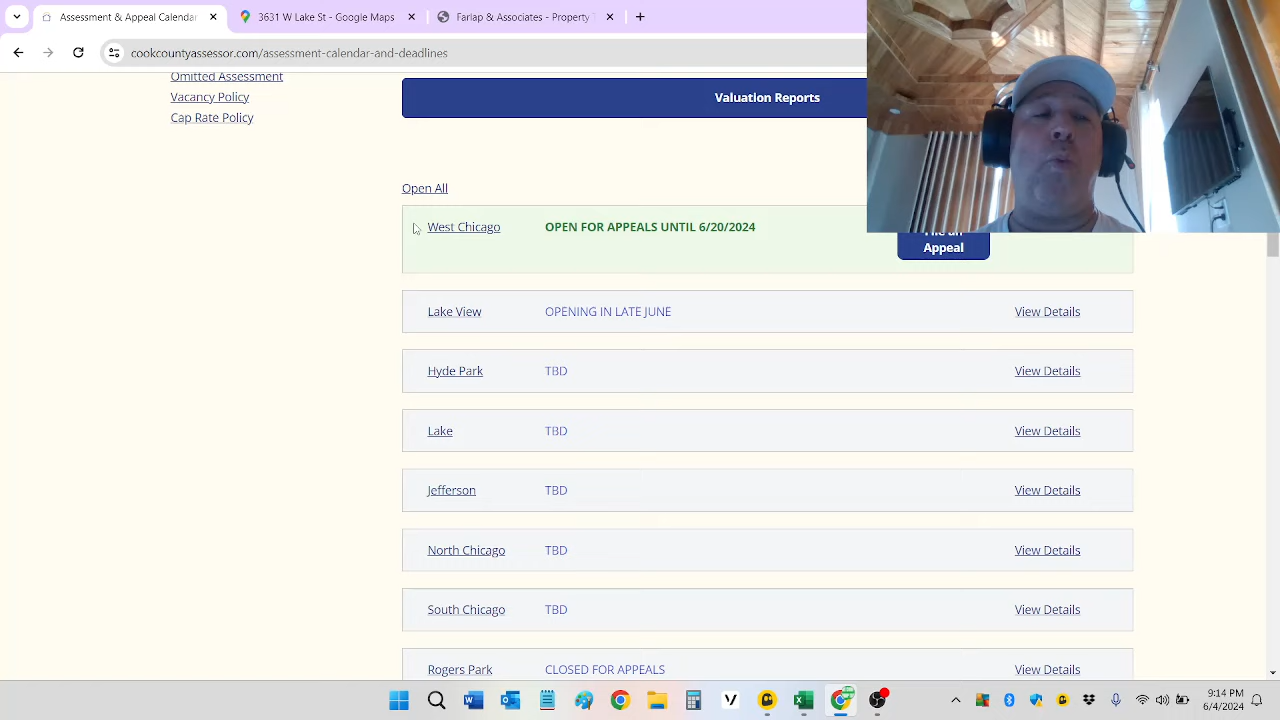 3631 W Lake St - Google Maps
Tarpey & Associates - Property T
cookcountyassessor.com/assessment-calendar-and-deadlines
Omitted Assessment
Vacancy Policy
Cap Rate Policy
Valuation Reports
Open All
West Chicago OPEN FOR APPEALS UNTIL 6/20/2024
Appeal
Lake View OPENING IN LATE JUNE View Details
Hyde Park TBD View Details
Lake TBD View Details
Jefferson TBD View Details
North Chicago TBD View Details
South Chicago TBD View Details
Rogers Park CLOSED FOR APPEALS View Details
9:14 PM
6/4/2024